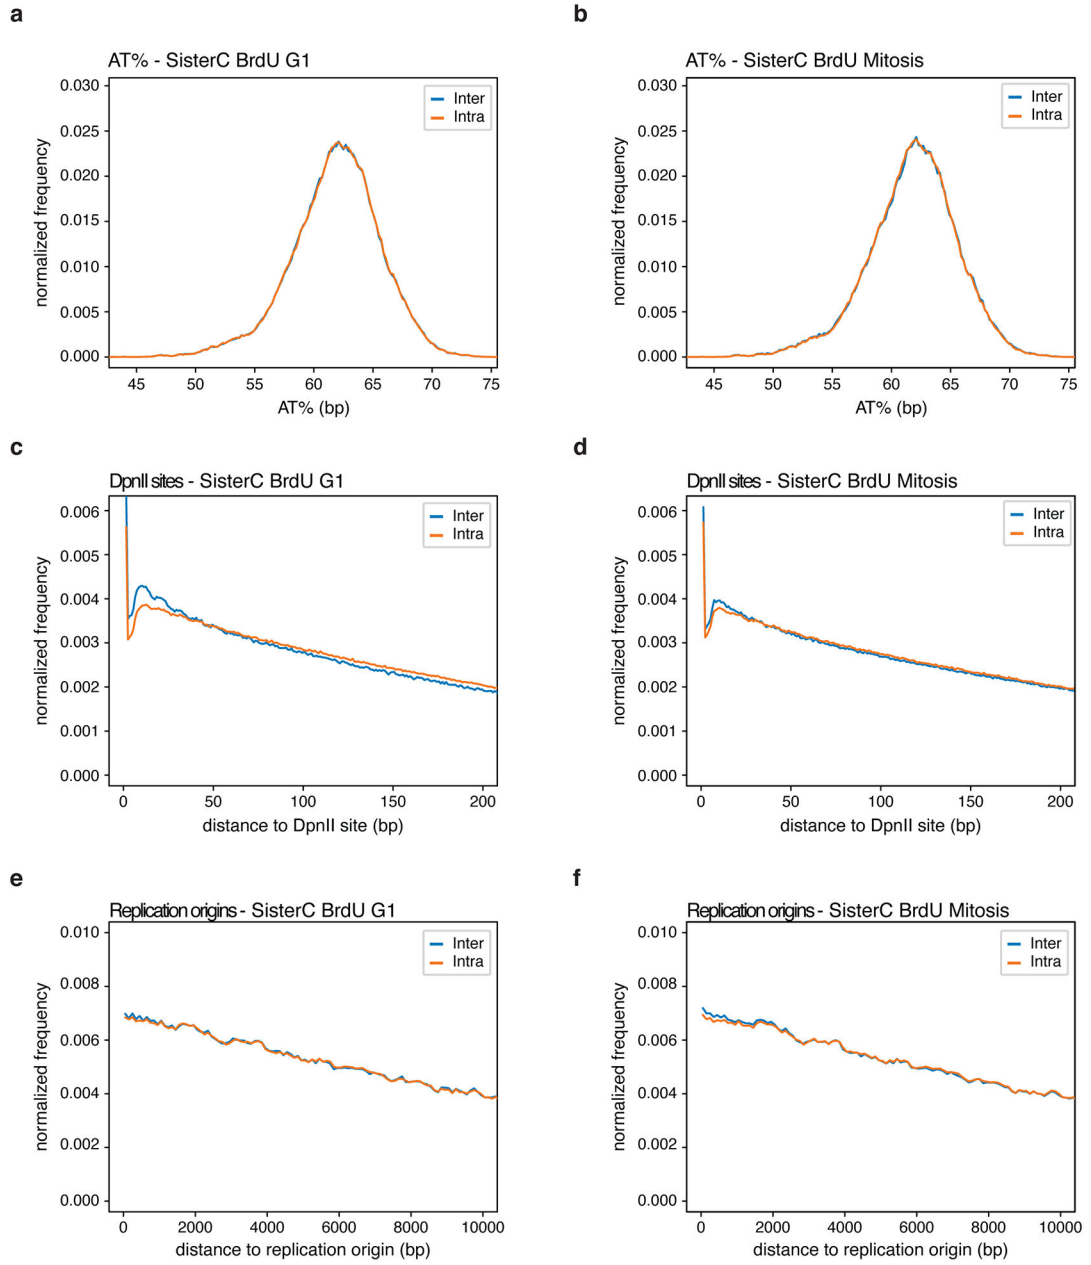 a
AT% - SisterC BrdU G1
0.030
0.025
0.020
0.015
0.010
0.005
0.000
normalized frequency
Inter
Intra
45 50 55 60 65 70 75
AT% (bp)
b
AT% - SisterC BrdU Mitosis
0.030
0.025
0.020
0.015
0.010
0.005
0.000
normalized frequency
Inter
Intra
45 50 55 60 65 70 75
AT% (bp)
c
DpnII sites - SisterC BrdU G1
0.006
0.005
0.004
0.003
0.002
0.001
0.000
normalized frequency
Inter
Intra
0 50 100 150 200
distance to DpnII site (bp)
d
DpnII sites - SisterC BrdU Mitosis
0.006
0.005
0.004
0.003
0.002
0.001
0.000
normalized frequency
Inter
Intra
0 50 100 150 200
distance to DpnII site (bp)
e
Replication origins - SisterC BrdU G1
0.010
0.008
0.006
0.004
0.002
0.000
normalized frequency
Inter
Intra
0 2000 4000 6000 8000 10000
distance to replication origin (bp)
f
Replication origins - SisterC BrdU Mitosis
0.010
0.008
0.006
0.004
0.002
0.000
normalized frequency
Inter
Intra
0 2000 4000 6000 8000 10000
distance to replication origin (bp)